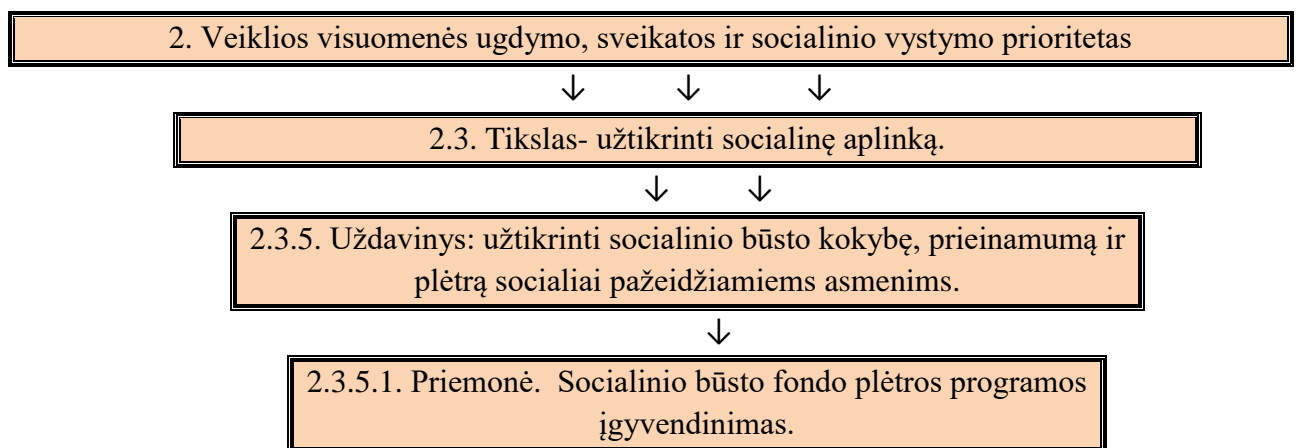 2. Veiklios visuomenės ugdymo, sveikatos ir socialinio vystymo prioritetas
2.3. Tikslas- užtikrinti socialinę aplinką.
2.3.5. Uždavinys: užtikrinti socialinio būsto kokybę, prieinamumą ir
plėtrą socialiai pažeidžiamiems asmenims.
2.3.5.1. Priemonė. Socialinio būsto fondo plėtros programos
įgyvendinimas.